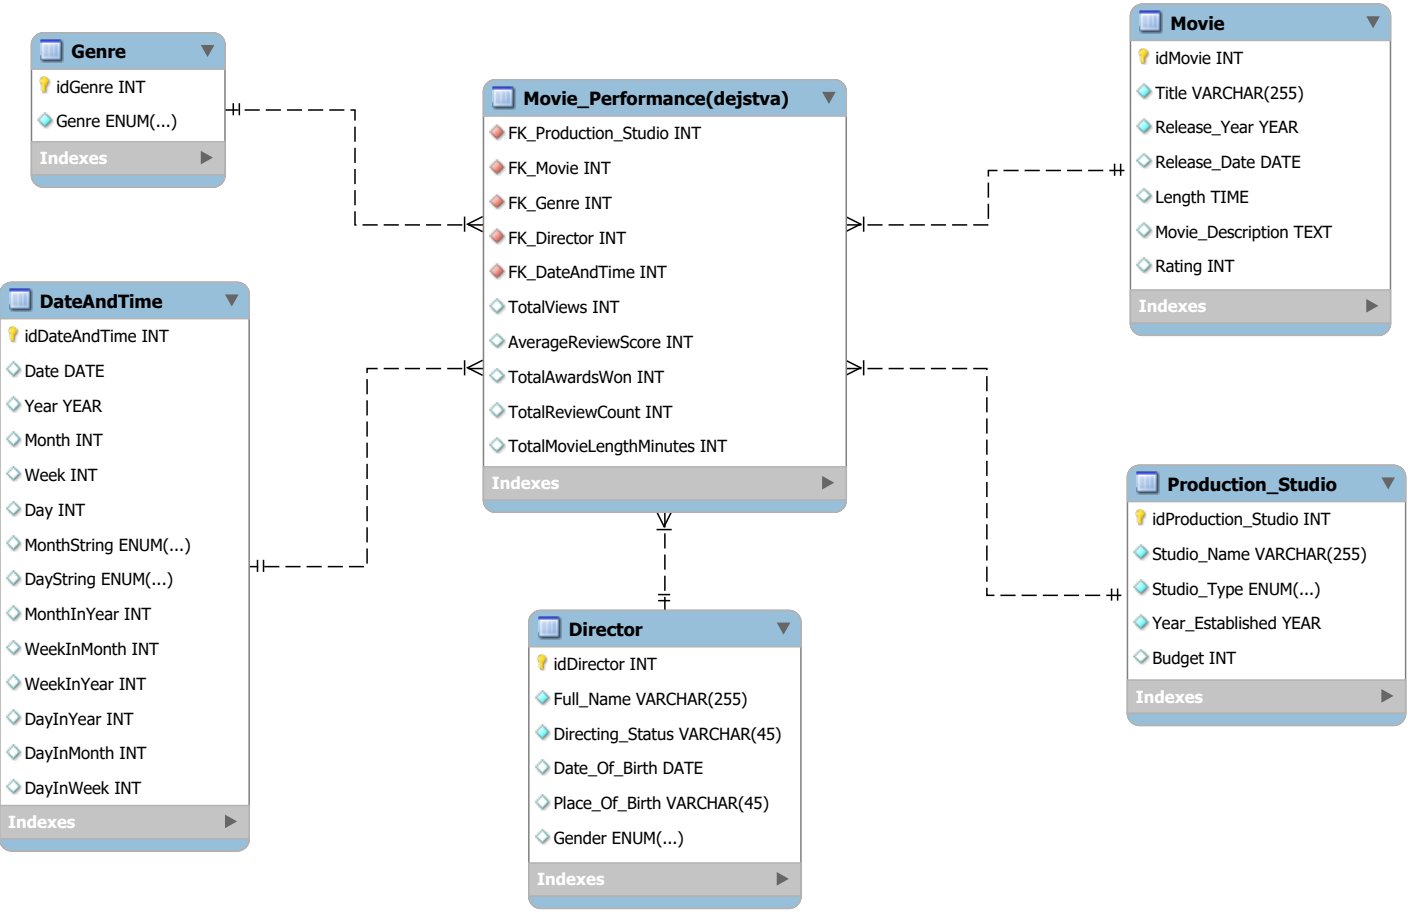 Genre
idGenre INT
Genre ENUM(...)
Indexes
DateAndTime
idDateAndTime INT
Date DATE
Year YEAR
Month INT
Week INT
Day INT
MonthString ENUM(...)
DayString ENUM(...)
MonthInYear INT
WeekInMonth INT
WeekInYear INT
DayInYear INT
DayInMonth INT
DayInWeek INT
Indexes
Movie_Performance(dejstva)
FK_Production_Studio INT
FK_Movie INT
FK_Genre INT
FK_Director INT
FK_DateAndTime INT
TotalViews INT
AverageReviewScore INT
TotalAwardsWon INT
TotalReviewCount INT
TotalMovieLengthMinutes INT
Indexes
Director
idDirector INT
Full_Name VARCHAR(255)
Directing_Status VARCHAR(45)
Date_Of_Birth DATE
Place_Of_Birth VARCHAR(45)
Gender ENUM(...)
Indexes
Movie
idMovie INT
Title VARCHAR(255)
Release_Year YEAR
Release_Date DATE
Length TIME
Movie_Description TEXT
Rating INT
Indexes
Production_Studio
idProduction_Studio INT
Studio_Name VARCHAR(255)
Studio_Type ENUM(...)
Year_Established YEAR
Budget INT
Indexes